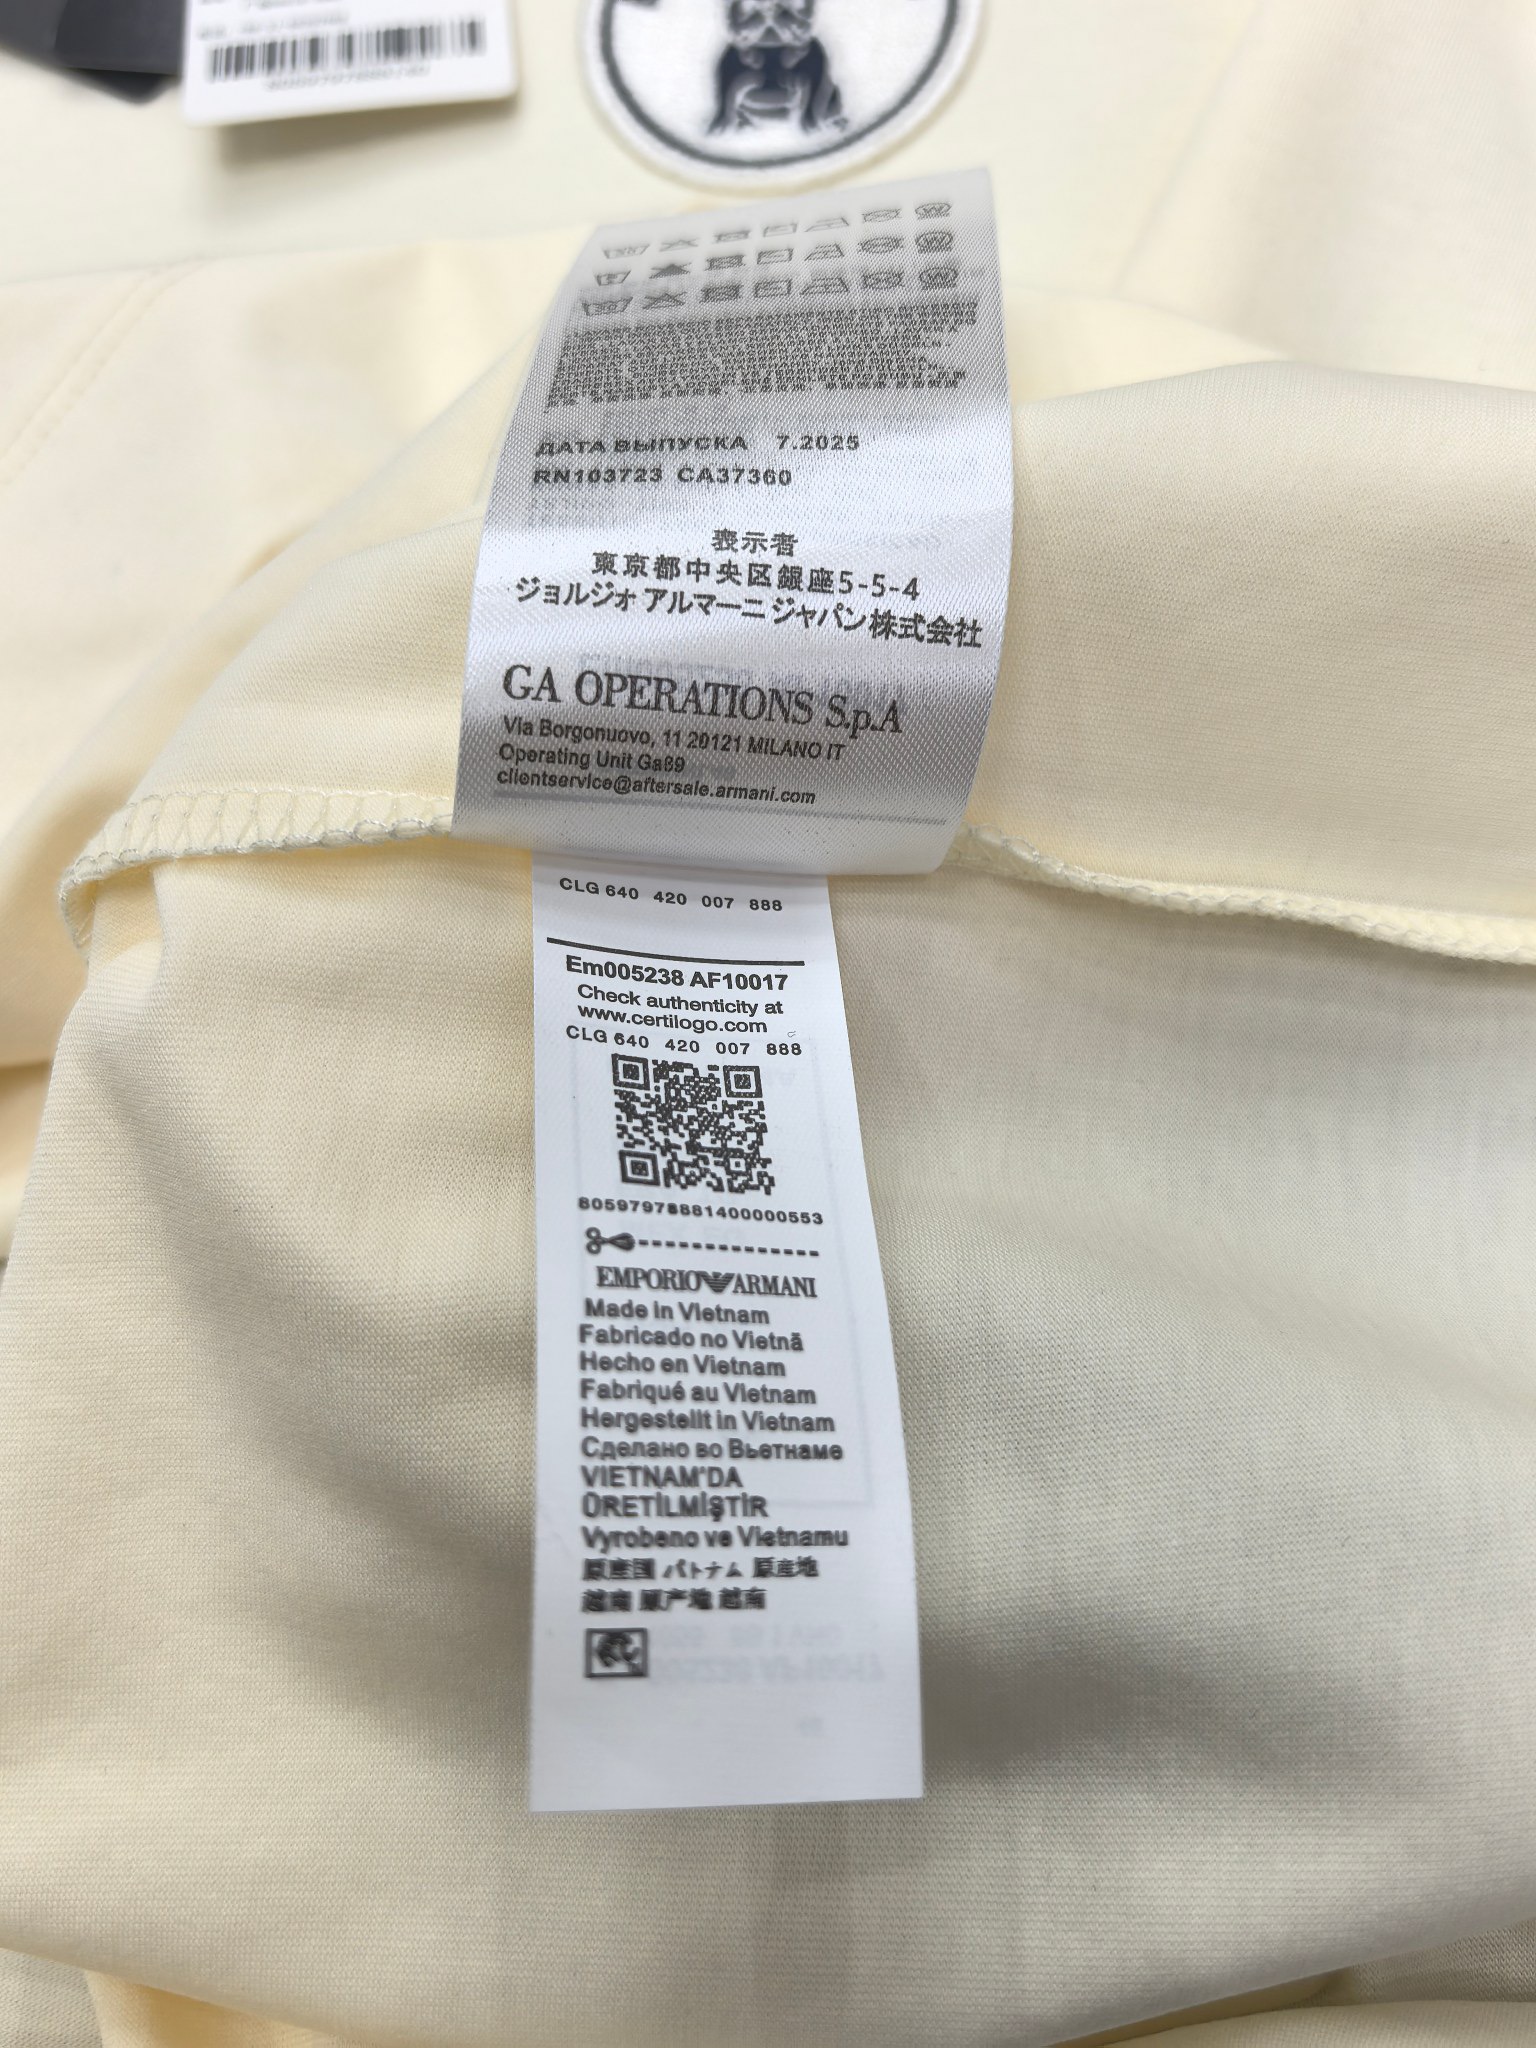 ДАТА ВЫПУСКА 7.2025
RN103723 CA37360
表示者
東京都中央区銀座5-5-4
ジョルジオ アルマーニ ジャパン株式会社
GA OPERATIONS S.p.A
Via Borgonuovo, 11 20121 MILANO IT
Operating Unit Ga89
clientservice@aftersale.armani.com
CLG 640 420 007 888
Em005238 AF10017
Check authenticity at
www.certilogo.com
CLG 640 420 007 888
8059797888140000​0553
EMPORIO ARMANI
Made in Vietnam
Fabricado no Vietnã
Hecho en Vietnam
Fabriqué au Vietnam
Hergestellt in Vietnam
Сделано во Вьетнаме
VIETNAM'DA
ÜRETİLMİŞTİR
Vyrobeno ve Vietnamu
原産国 パトナム 原産地
越南 原产地 越南